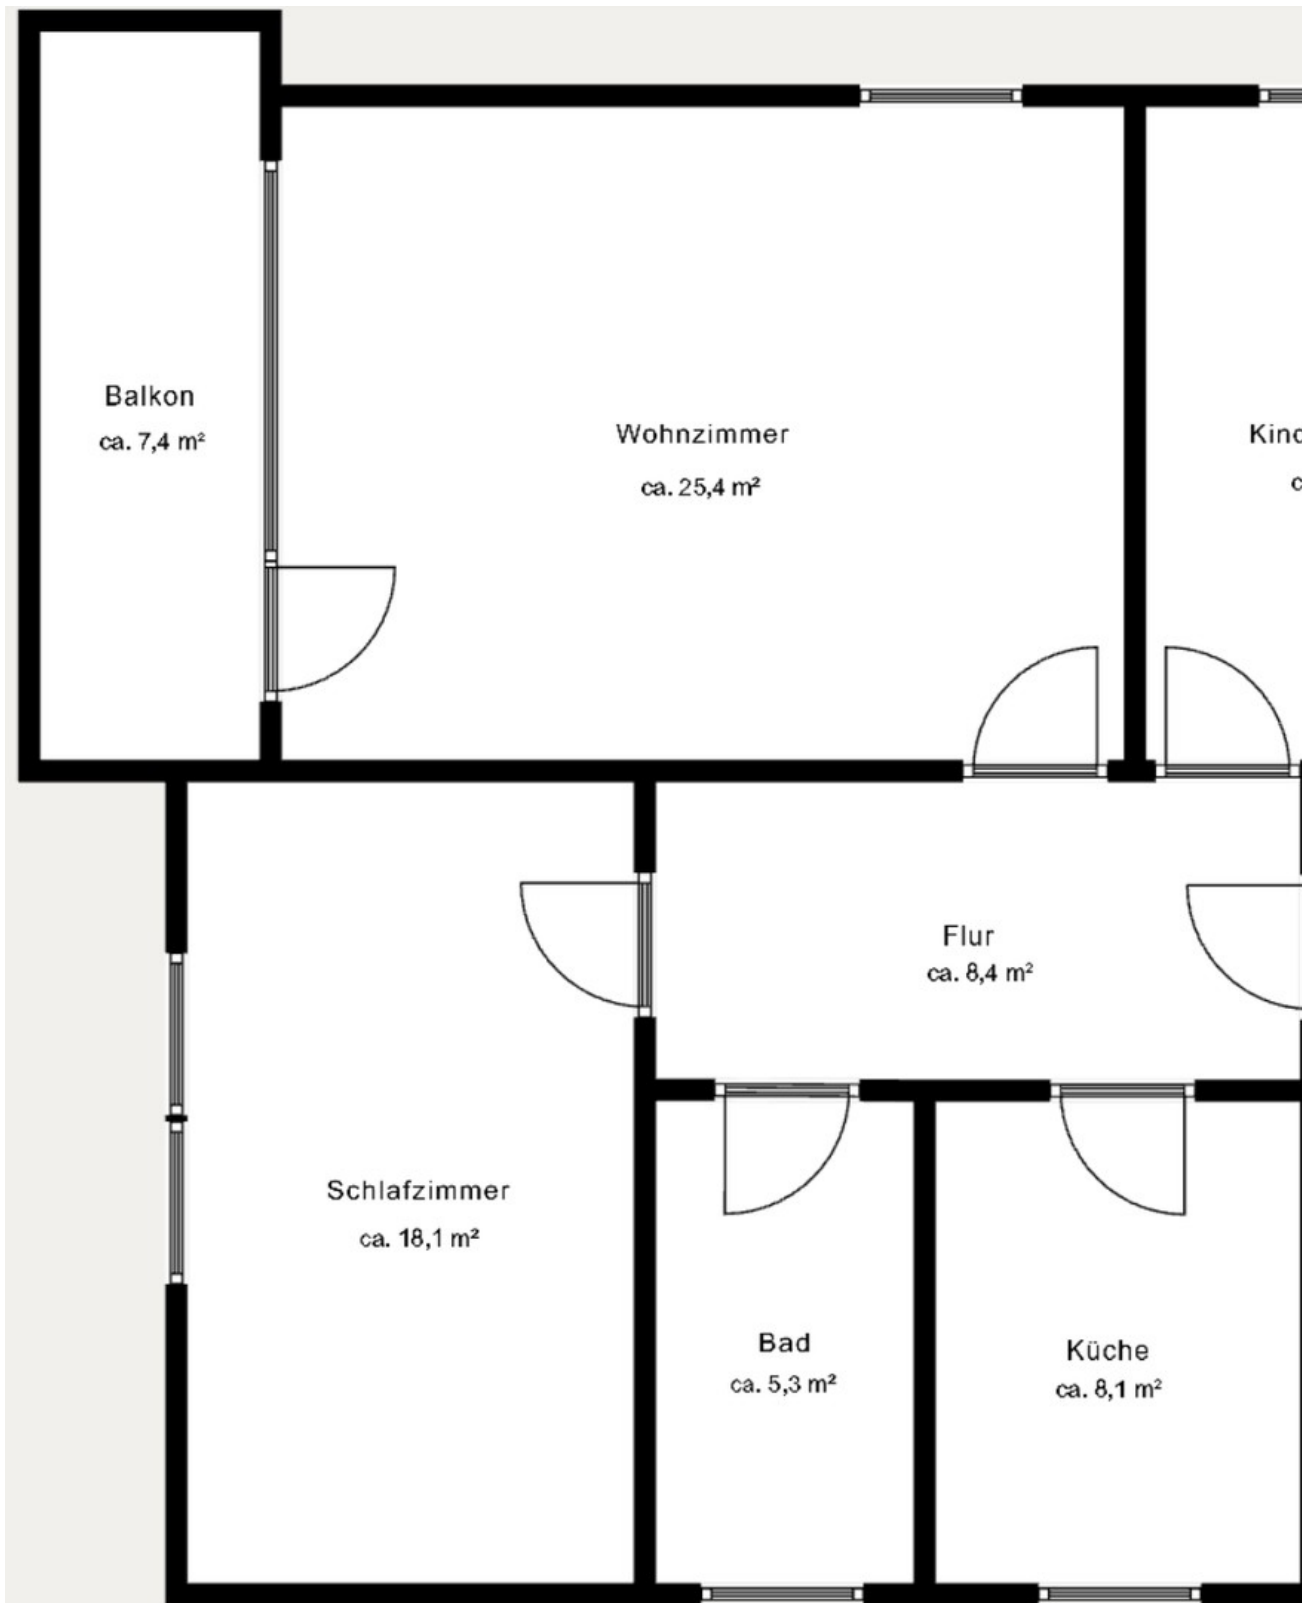 Balkon
ca. 7,4 m²
Wohnzimmer
ca. 25,4 m²
Kind
c
Flur
ca. 8,4 m²
Schlafzimmer
ca. 18,1 m²
Bad
ca. 5,3 m²
Küche
ca. 8,1 m²